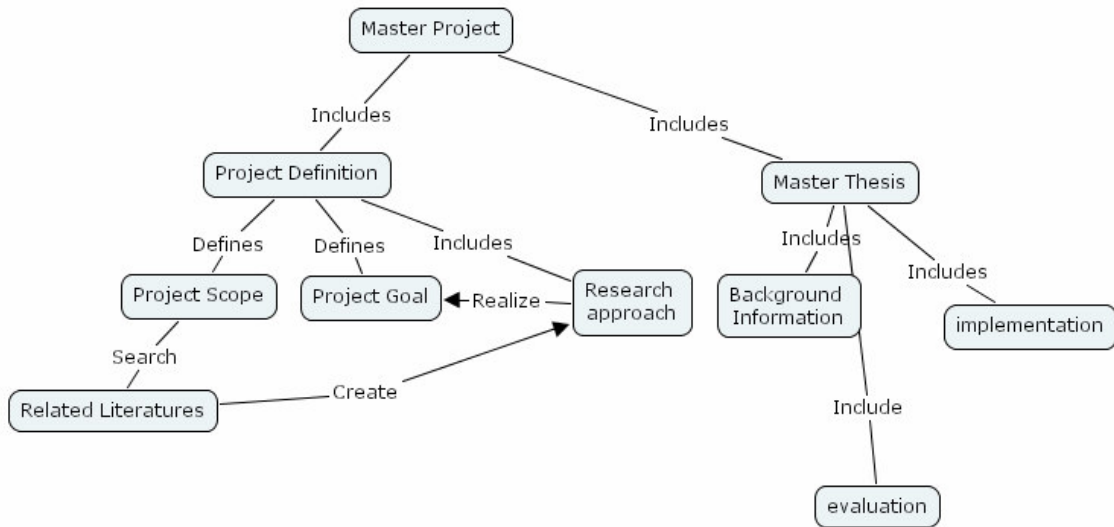 Master Project
Includes
Includes
Project Definition
Master Thesis
Defines
Defines
Includes
Includes
Includes
Project Scope
Project Goal
Realize
Research
approach
Background
Information
implementation
Search
Create
Related Literatures
Include
evaluation